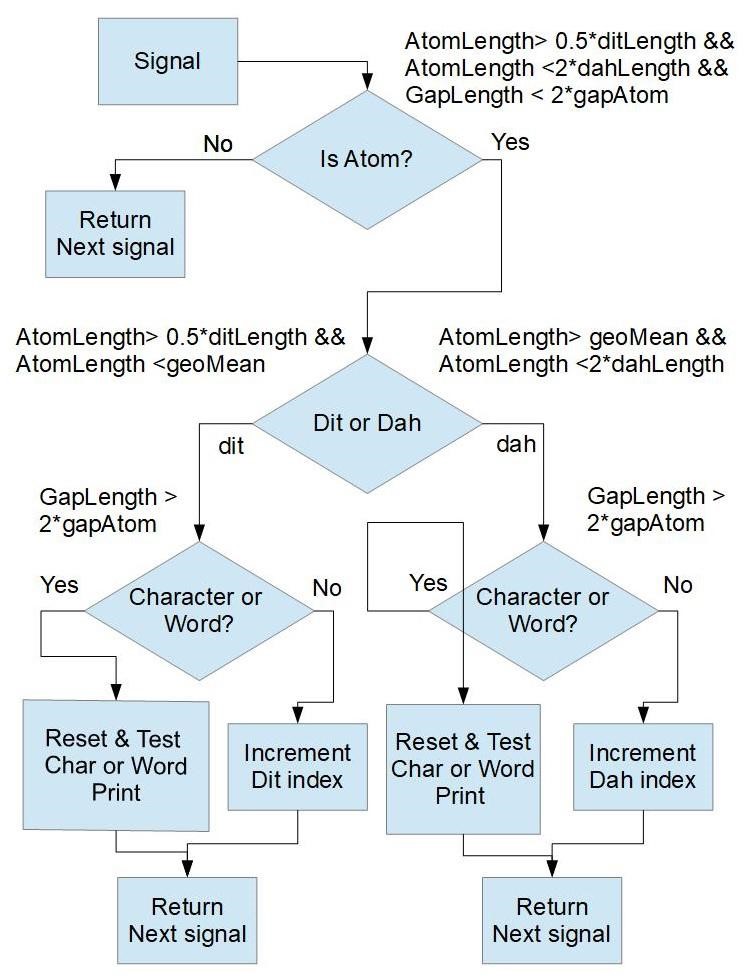 Signal
AtomLength> 0.5*ditLength &&
AtomLength <2*dahLength &&
GapLength < 2*gapAtom
No
Is Atom?
Yes
Return
Next signal
AtomLength> 0.5*ditLength &&
AtomLength <geoMean
AtomLength> geoMean &&
AtomLength <2*dahLength
Dit or Dah
dit
dah
GapLength >
2*gapAtom
GapLength >
2*gapAtom
Yes
Character or
Word?
No
Yes
Character or
Word?
No
Reset & Test
Char or Word
Print
Increment
Dit index
Reset & Test
Char or Word
Print
Increment
Dah index
Return
Next signal
Return
Next signal